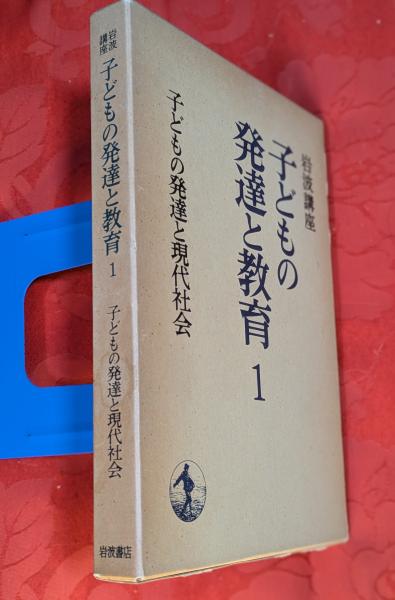 岩波講座
子どもの
発達と教育 1
子どもの発達と現代社会
岩波講座
子どもの発達と教育 1
子どもの発達と現代社会
岩波書店